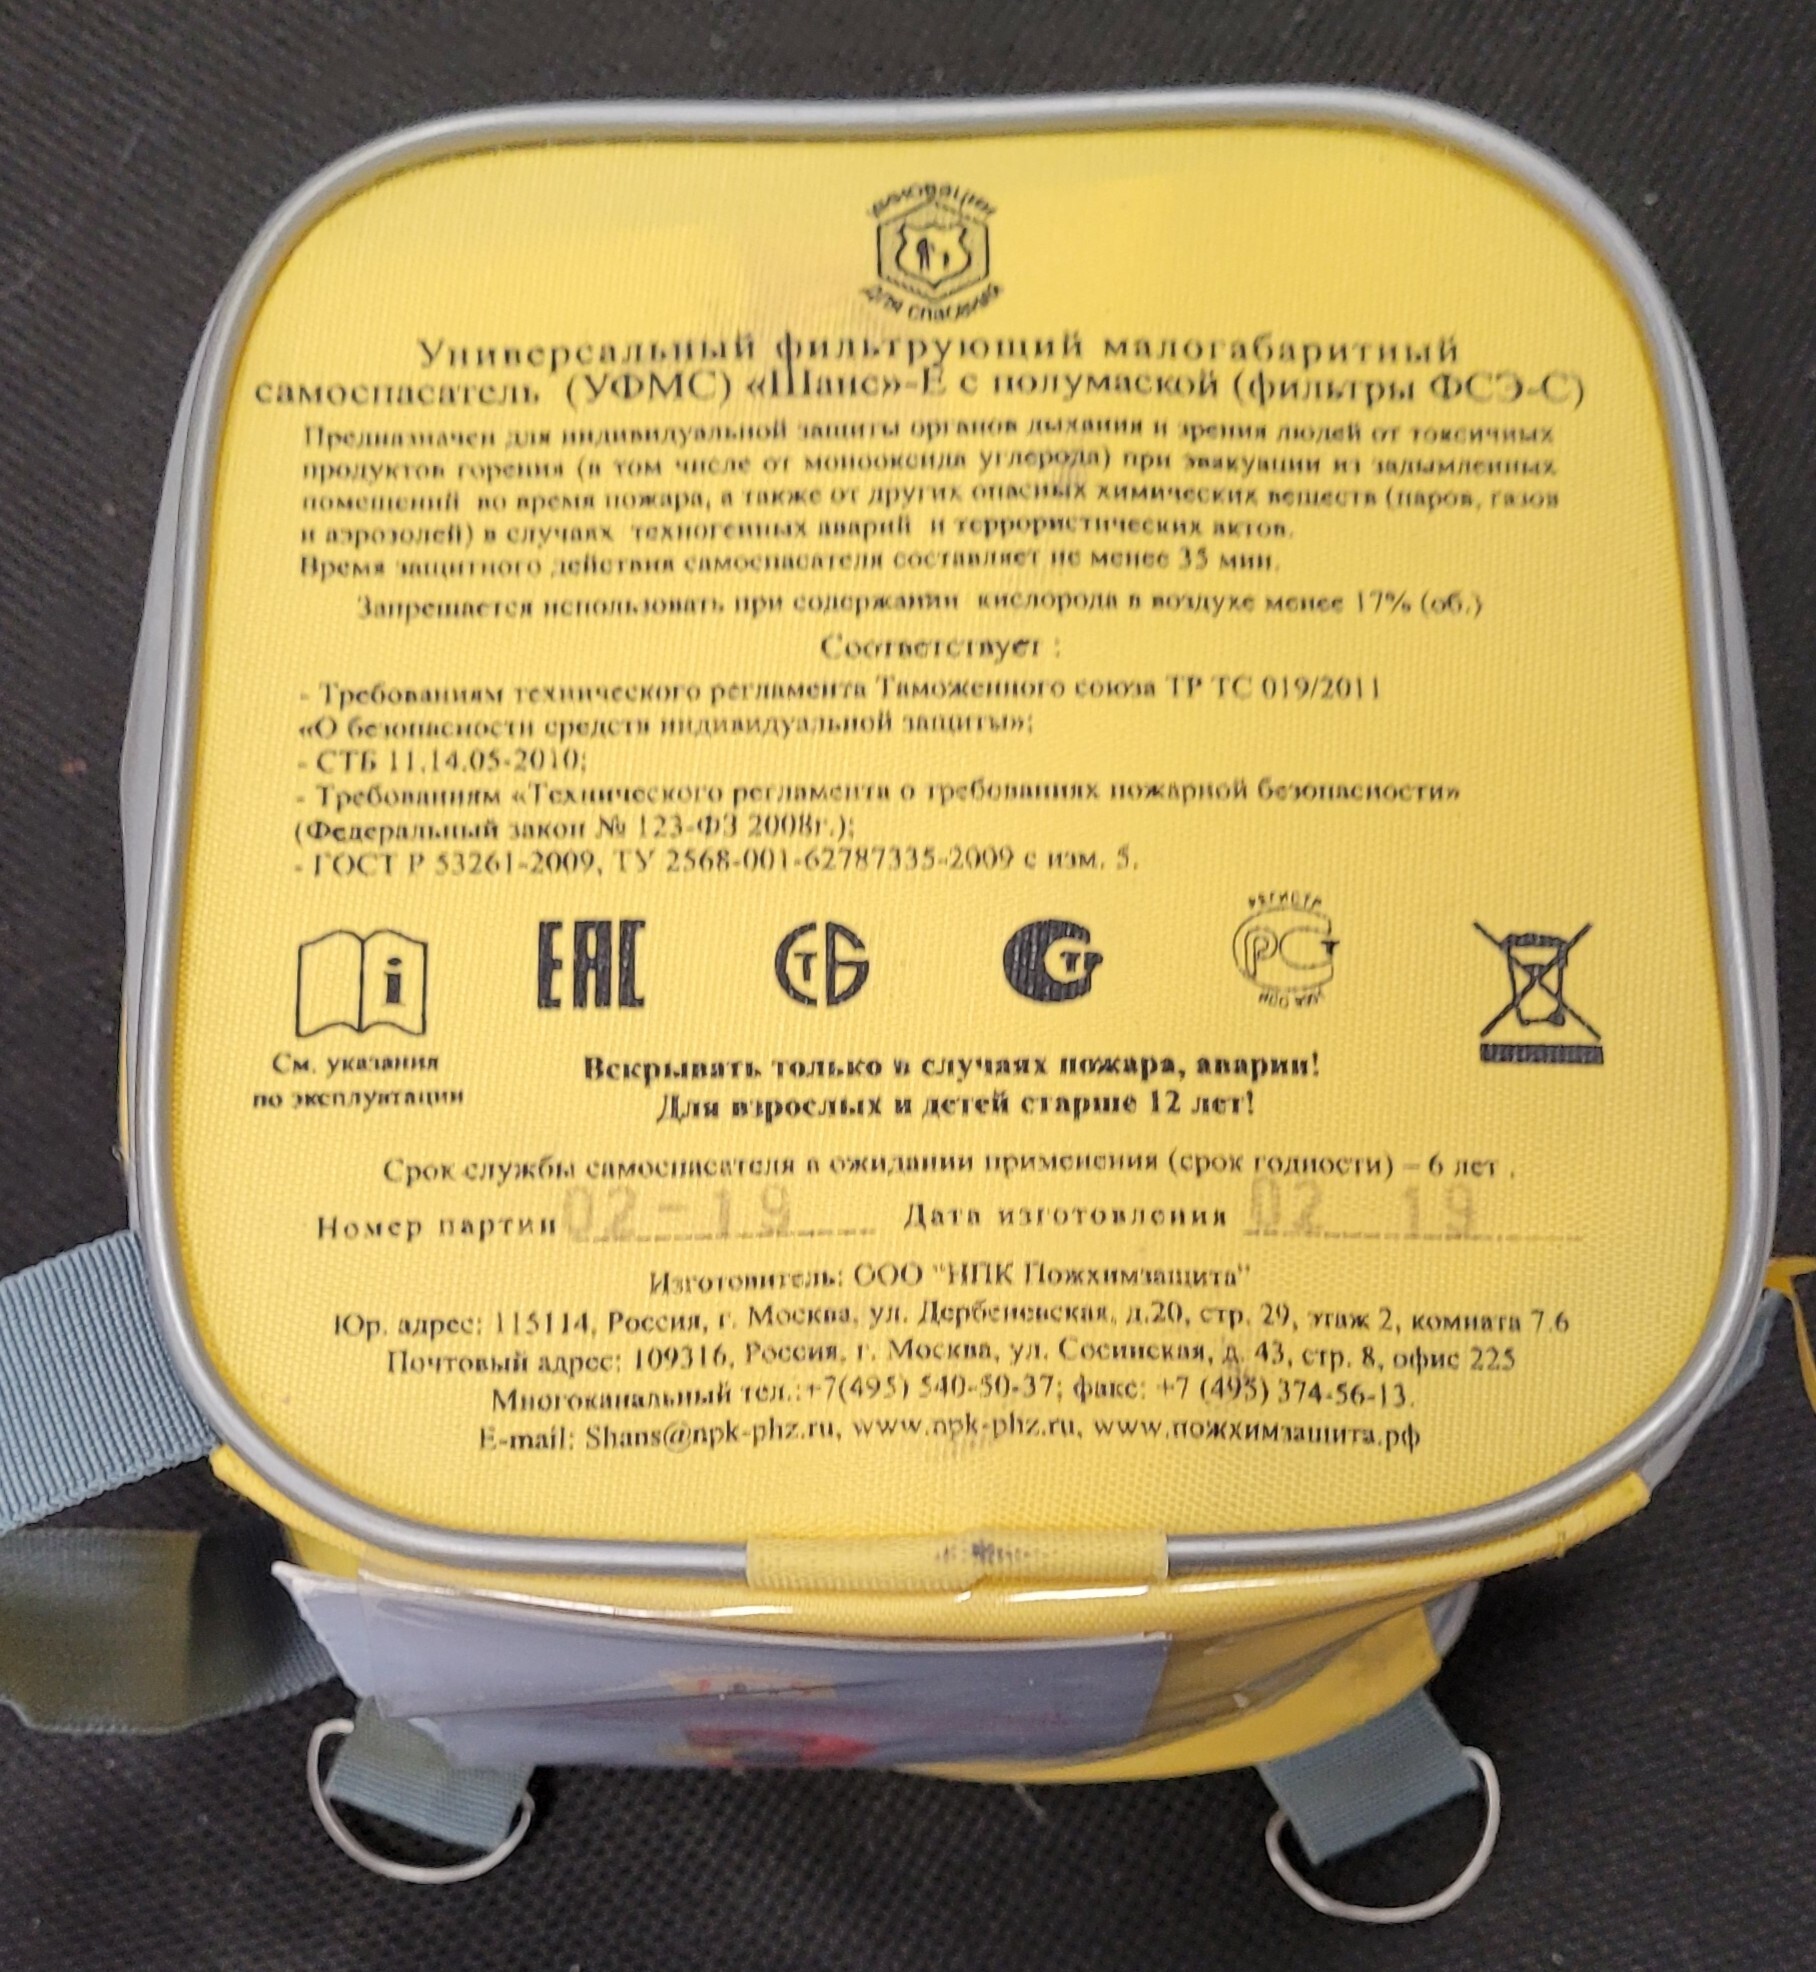 ДЛЯ СПАСЕНИЯ
Универсальный фильтрующий малогабаритный
самоспасатель (УФМС) «Шанс»-Е с полумаской (фильтры ФСЭ-С)
Предназначен для индивидуальной защиты органов дыхания и зрения людей от токсичных
продуктов горения (в том числе от монооксида углерода) при эвакуации из задымленных
помещений во время пожара, а также от других опасных химических веществ (паров, газов
и аэрозолей) в случаях техногенных аварий и террористических актов.
Время защитного действия самоспасателя составляет не менее 35 мин.
Запрещается использовать при содержании кислорода в воздухе менее 17% (об.)
Соответствует :
- Требованиям технического регламента Таможенного союза ТР ТС 019/2011
«О безопасности средств индивидуальной защиты»;
- СТБ 11.14.05-2010;
- Требованиям «Технического регламента о требованиях пожарной безопасности»
(Федеральный закон № 123-ФЗ 2008г.);
- ГОСТ Р 53261-2009, ТУ 2568-001-62787335-2009 с изм. 5.
РЕГИСТР
i ЕАС СТБ СТР РСТ
См. указания
по эксплуатации
Вскрывать только в случаях пожара, аварии!
Для взрослых и детей старше 12 лет!
Срок службы самоспасателя в ожидании применения (срок годности) – 6 лет .
Номер партии 02-19 Дата изготовления 02 19
Изготовитель: ООО "НПК Пожхимзащита"
Юр. адрес: 115114, Россия, г. Москва, ул. Дербеневская, д.20, стр. 29, этаж 2, комната 7.6
Почтовый адрес: 109316, Россия, г. Москва, ул. Сосинская, д. 43, стр. 8, офис 225
Многоканальный тел.:+7(495) 540-50-37; факс: +7 (495) 374-56-13.
E-mail: Shans@npk-phz.ru, www.npk-phz.ru, www.пожхимзащита.рф